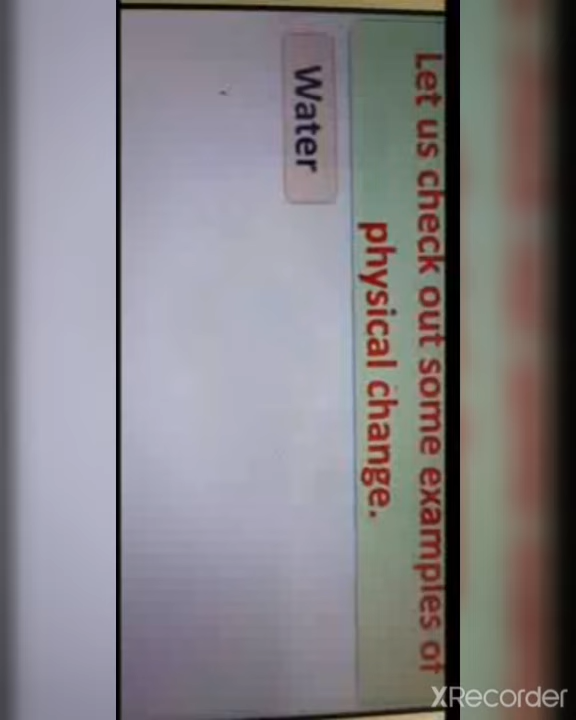 Let us check out some examples of
physical change.
Water
XRecorder